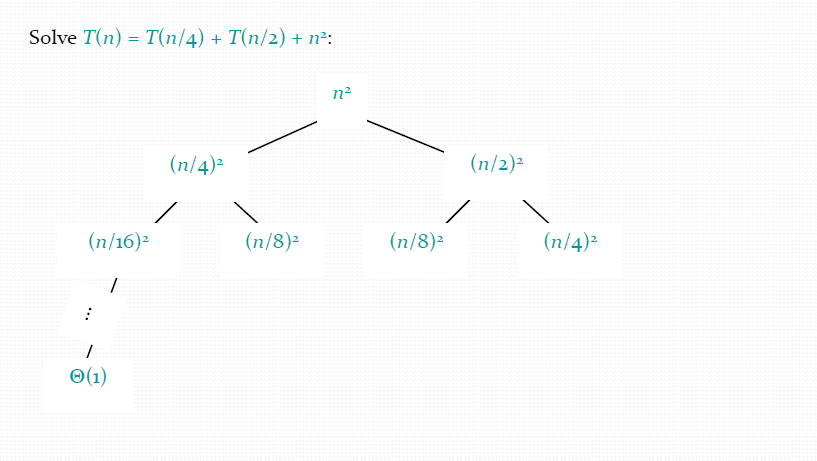 Solve T(n) = T(n/4) + T(n/2) + n²:
n²
(n/4)² (n/2)²
(n/16)² (n/8)² (n/8)² (n/4)²
⋮
Θ(1)